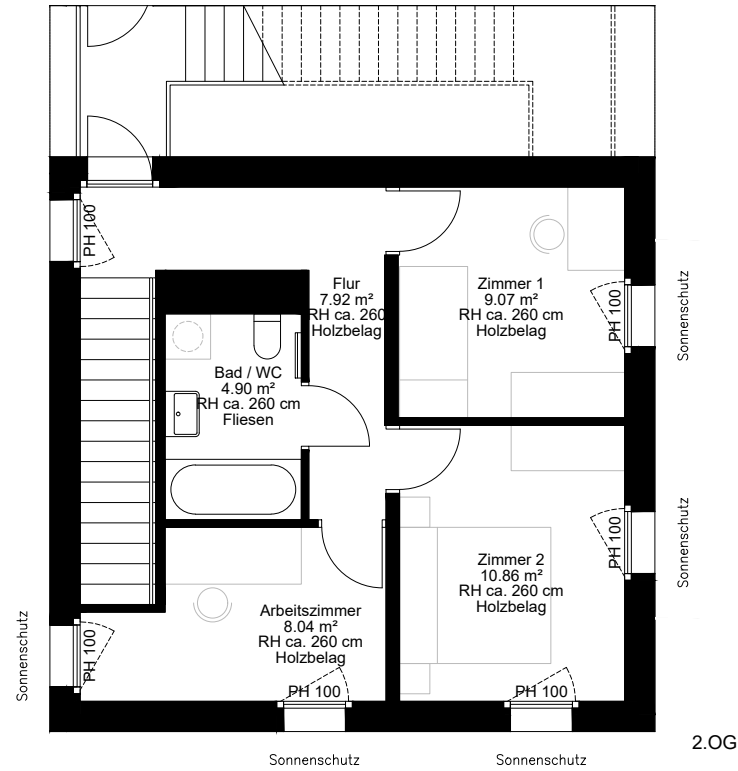 PH 100
Flur
7.92 m²
RH ca. 260
Holzbelag
Zimmer 1
9.07 m²
RH ca. 260 cm
Holzbelag
PH 100
Sonnenschutz
Bad / WC
4.90 m²
RH ca. 260 cm
Fliesen
Zimmer 2
10.86 m²
RH ca. 260 cm
Holzbelag
PH 100
Sonnenschutz
Arbeitszimmer
8.04 m²
RH ca. 260 cm
Holzbelag
PH 100
Sonnenschutz
PH 100
PH 100
Sonnenschutz
Sonnenschutz
2.OG